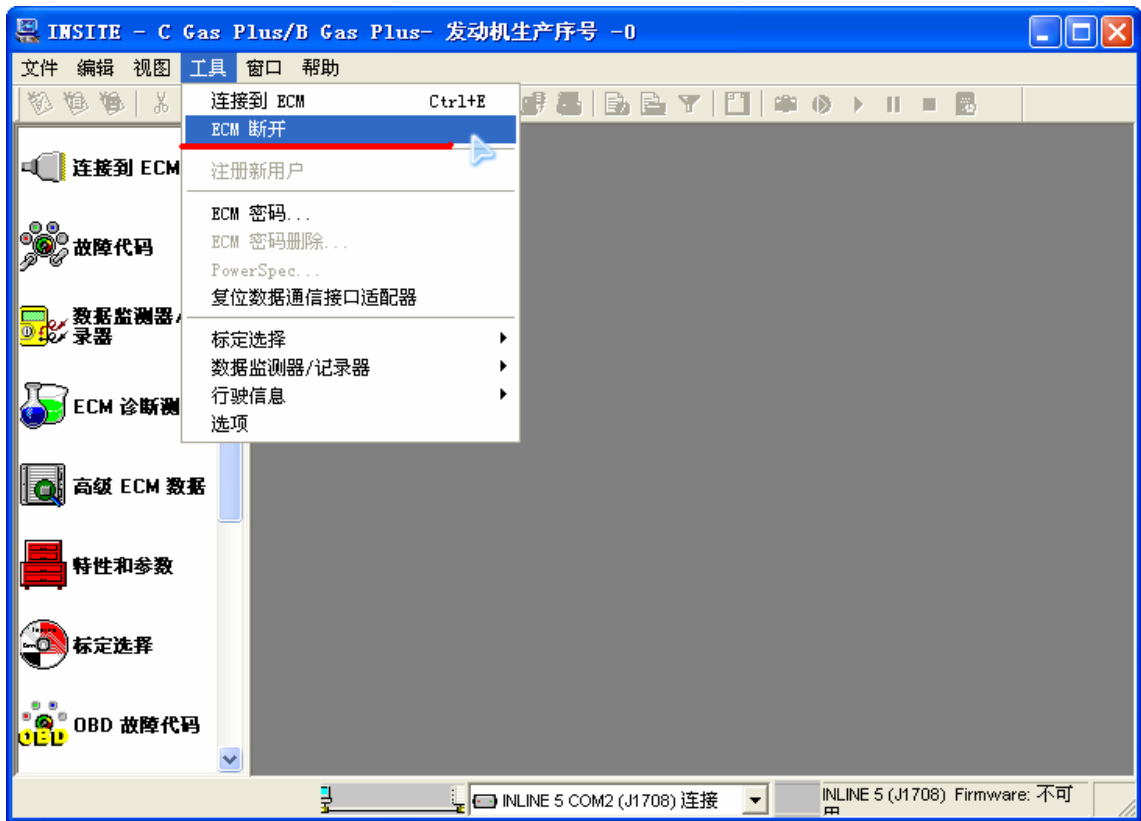 INSITE - C Gas Plus/B Gas Plus- 发动机生产序号 -0
文件 编辑 视图 工具 窗口 帮助
连接到 ECM Ctrl+E
ECM 断开
注册新用户
ECM 密码...
ECM 密码删除...
PowerSpec...
复位数据通信接口适配器
标定选择
数据监测器/记录器
行驶信息
选项
连接到 ECM
故障代码
数据监测器/
录器
ECM 诊断测
高级 ECM 数据
特性和参数
标定选择
OBD 故障代码
INLINE 5 COM2 (J1708) 连接
INLINE 5 (J1708) Firmware: 不可
用